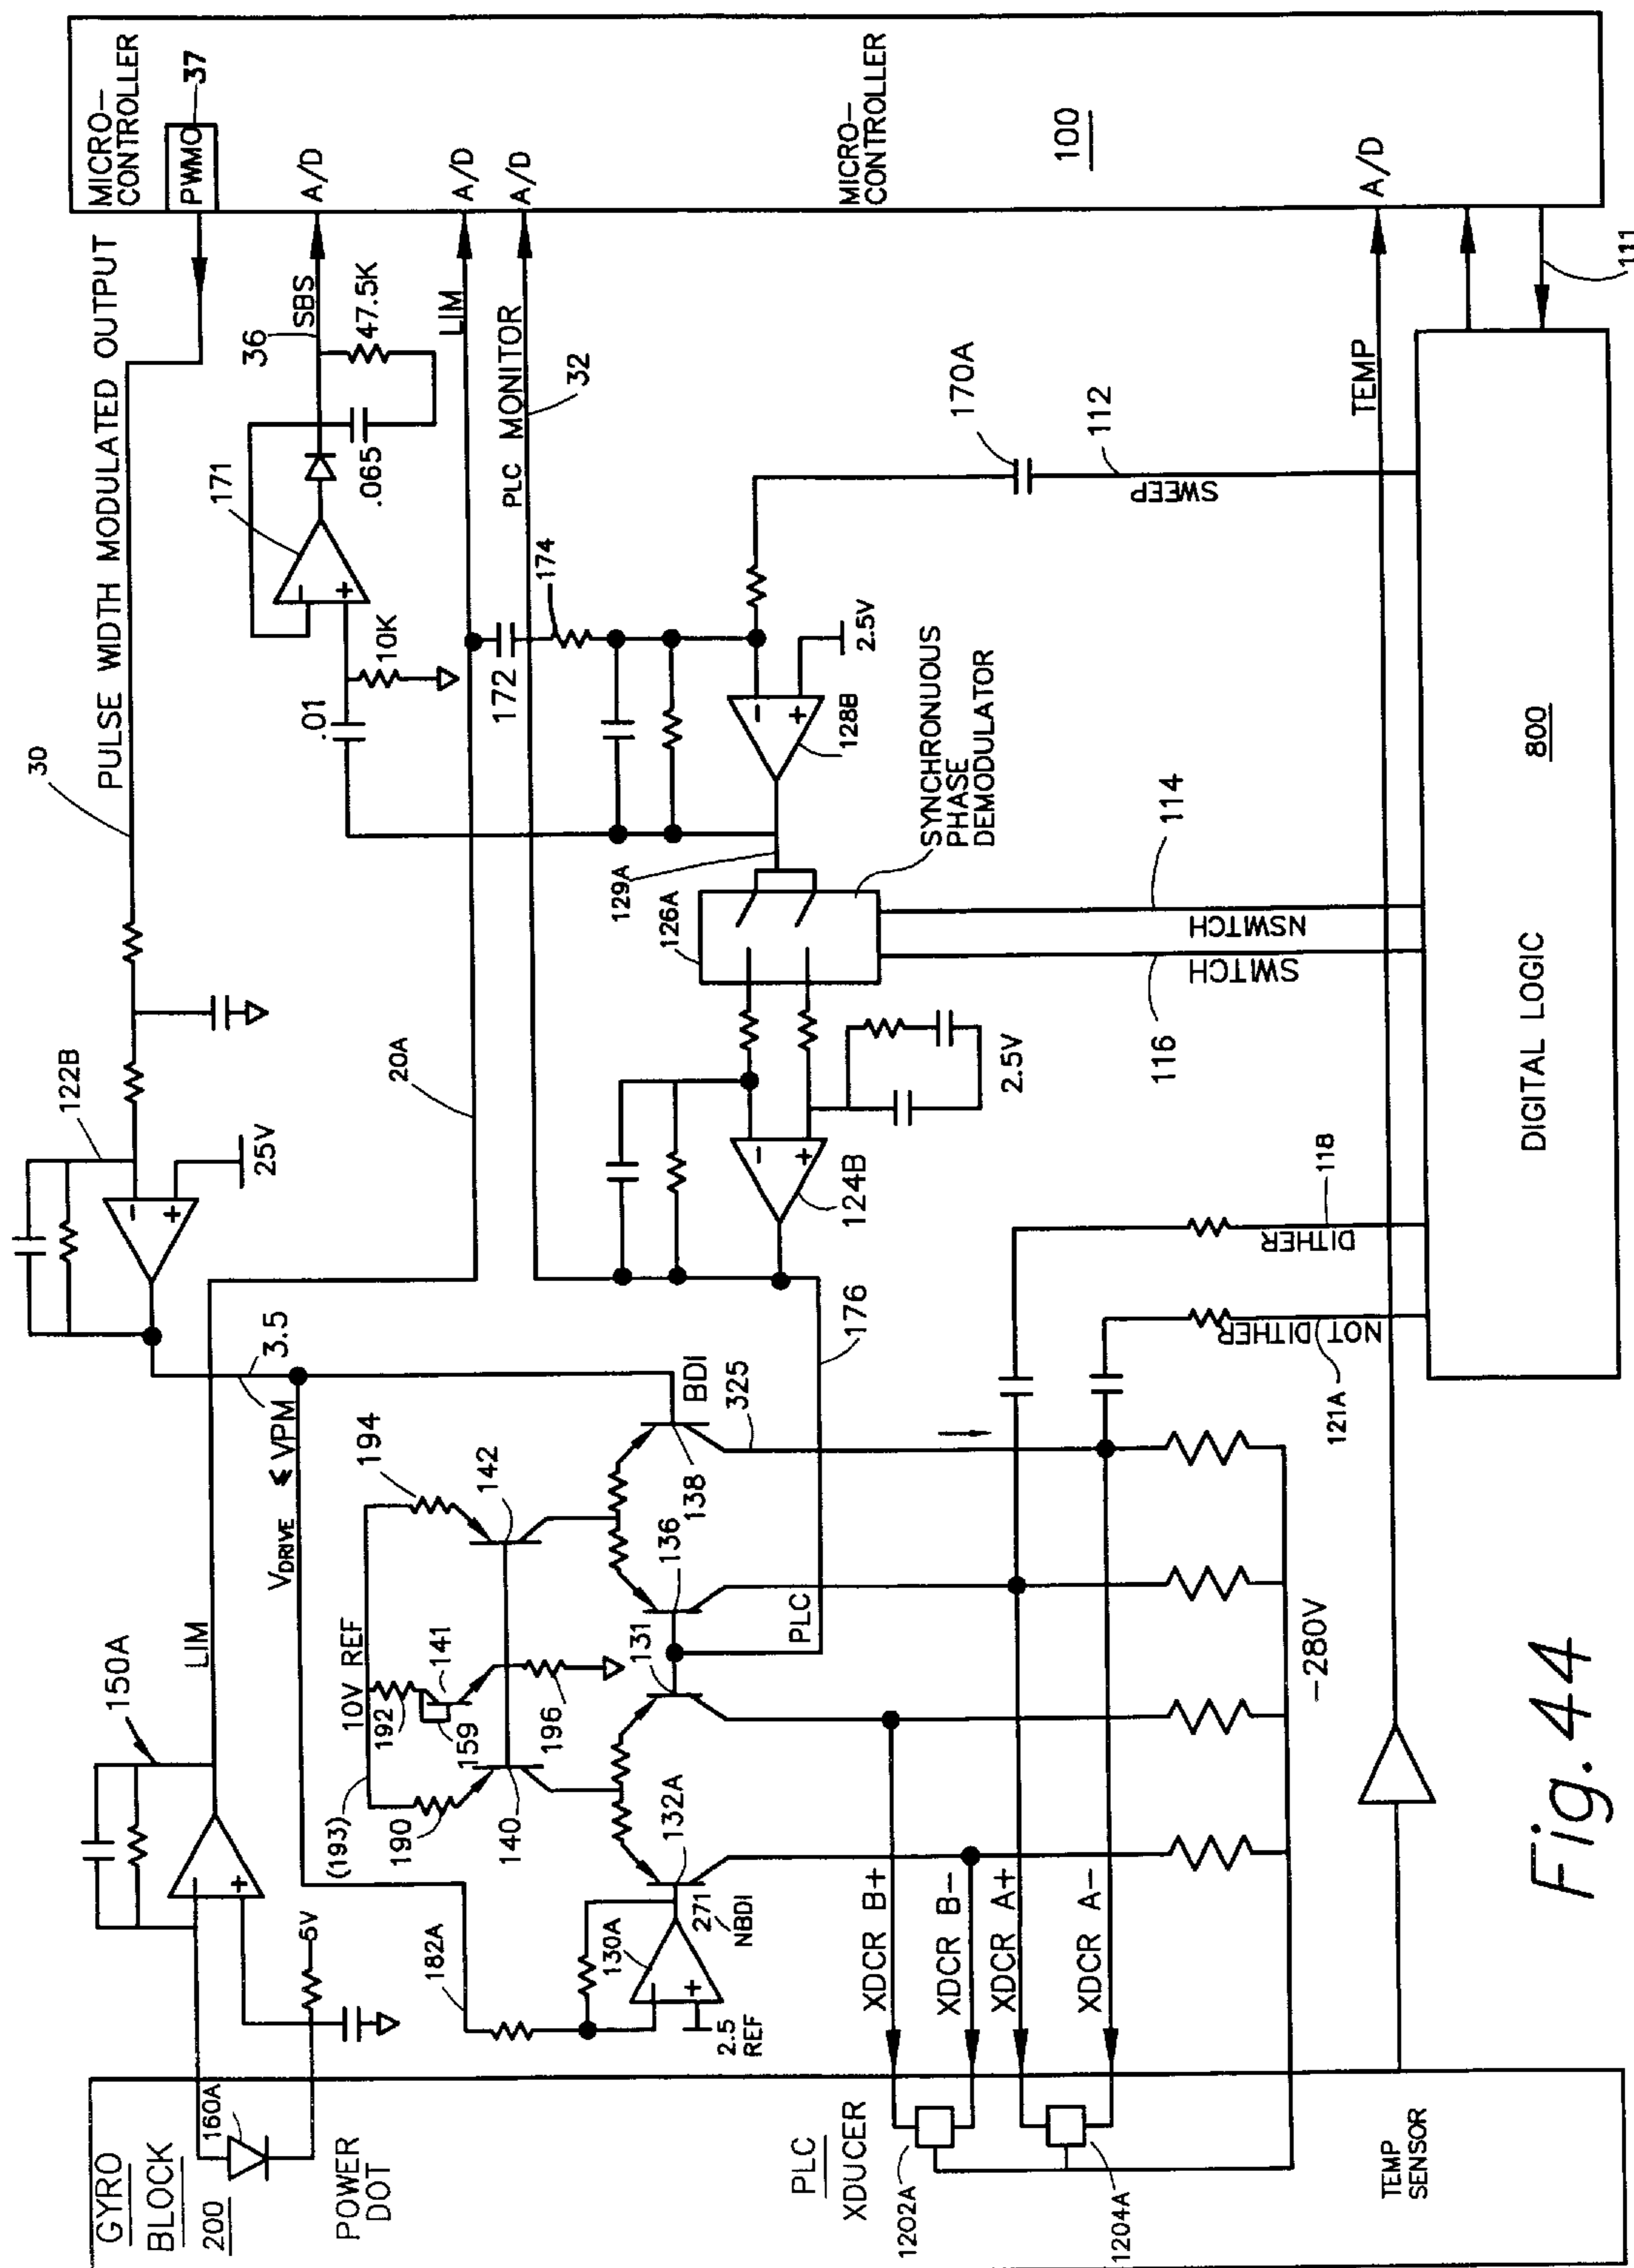 GYRO
BLOCK
200
160A
POWER
DOT
5V
150A
LIM
VDRIVE ≪ VPM
3.5
122B
25V
30
PULSE WIDTH MODULATED OUTPUT
MICRO-
CONTROLLER
PWMO
37
A/D
SBS
36
47.5K
.065
171
10K
.01
LIM
A/D
PLC MONITOR
A/D
32
20A
172
174
MICRO-
CONTROLLER
100
170A
112
SWEEP
2.5V
128B
SYNCHRONUOUS
PHASE
DEMODULATOR
129A
126A
114
NSWITCH
116
SWITCH
2.5V
124B
176
10V REF
(193)
190
192
141
159
194
142
140
196
BDI
325
138
136
131
PLC
132A
271
NBDI
130A
182A
2.5
REF
118
DITHER
NOT DITHER
121A
PLC
XDUCER
XDCR B+
XDCR B-
XDCR A+
XDCR A-
1202A
1204A
-280V
TEMP
SENSOR
TEMP
A/D
111
DIGITAL LOGIC
800
Fig. 44